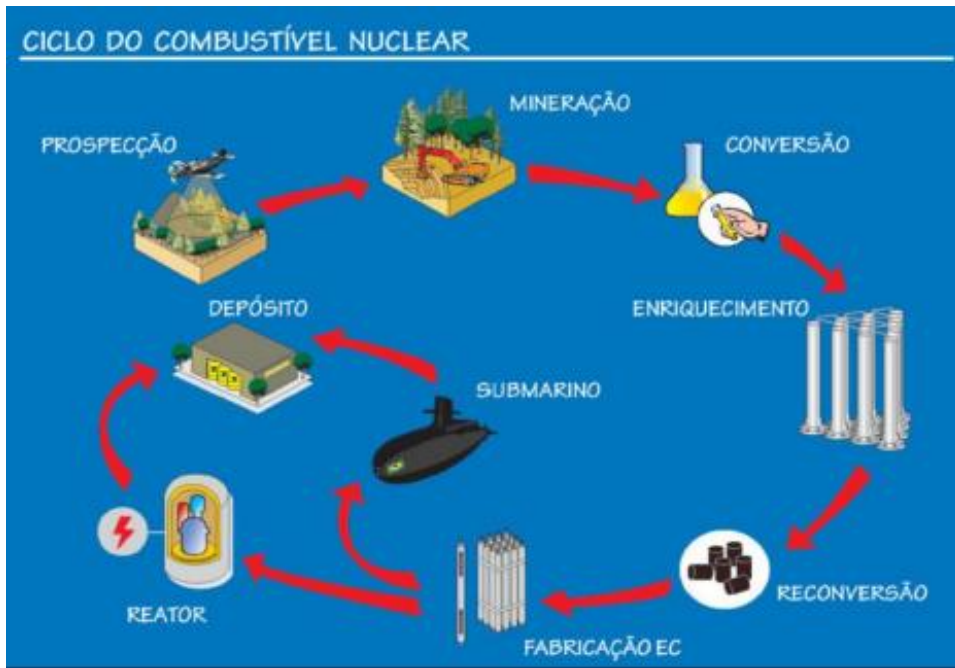 CICLO DO COMBUSTÍVEL NUCLEAR
PROSPECÇÃO
MINERAÇÃO
CONVERSÃO
ENRIQUECIMENTO
RECONVERSÃO
FABRICAÇÃO EC
SUBMARINO
REATOR
DEPÓSITO